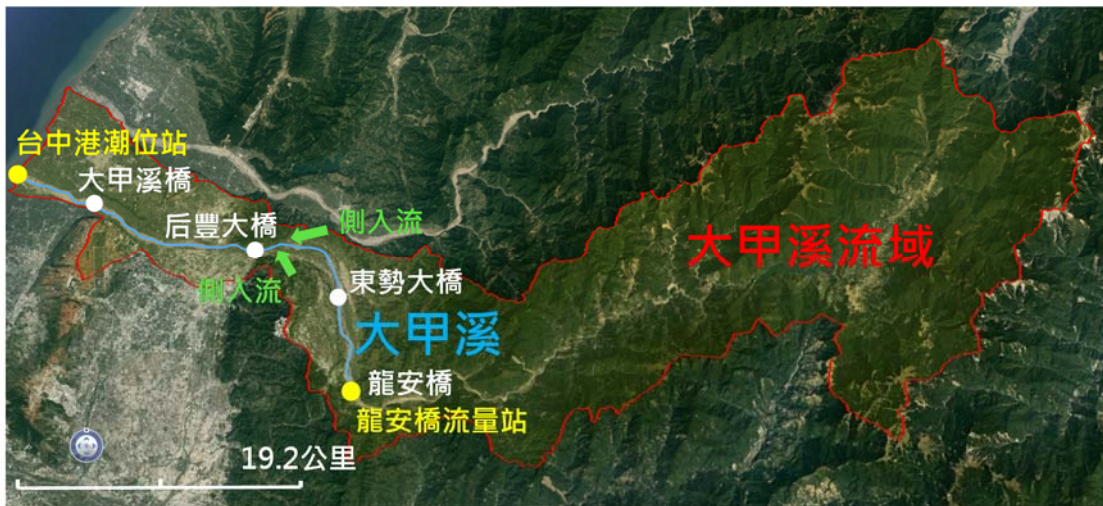 台中港潮位站
大甲溪橋
后豐大橋
側入流
側入流
東勢大橋
大甲溪流域
大甲溪
龍安橋
龍安橋流量站
19.2公里